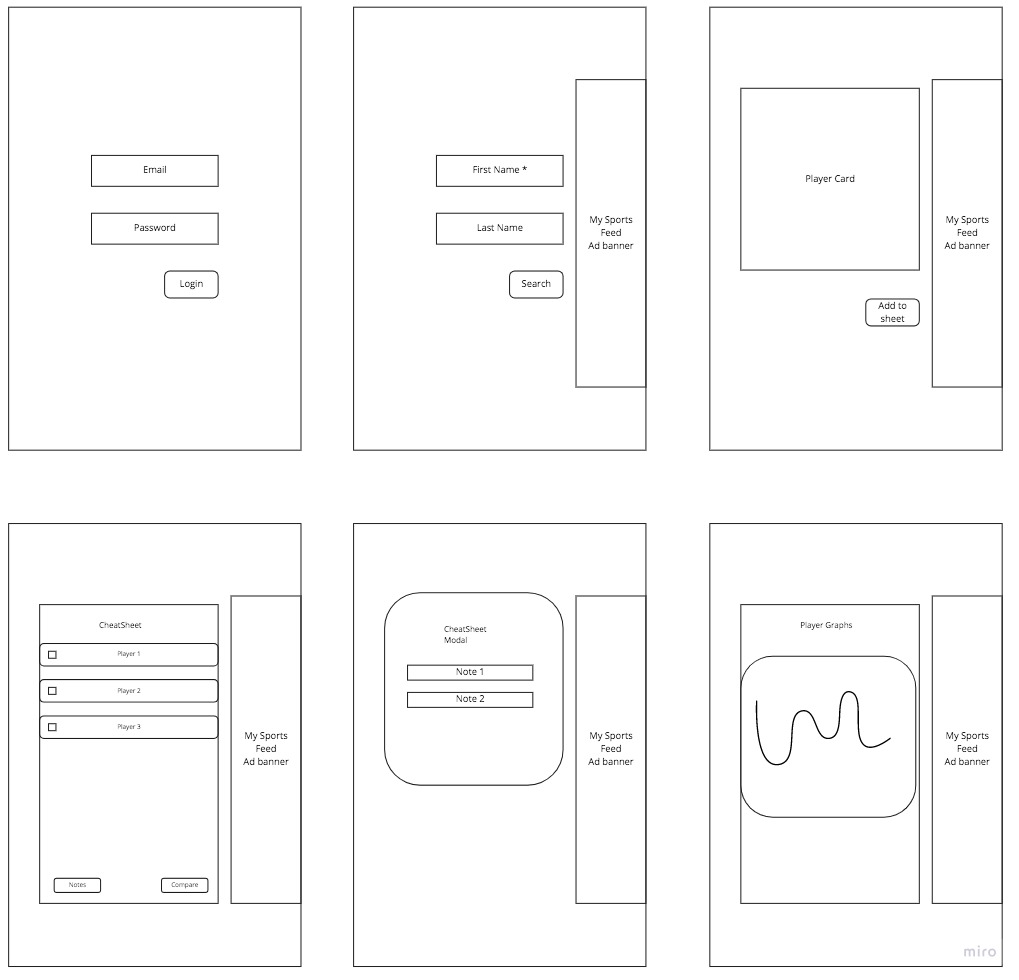 Email
Password
Login
First Name *
Last Name
Search
My Sports
Feed
Ad banner
Player Card
Add to
sheet
My Sports
Feed
Ad banner
CheatSheet
Player 1
Player 2
Player 3
Notes
Compare
My Sports
Feed
Ad banner
CheatSheet
Modal
Note 1
Note 2
My Sports
Feed
Ad banner
Player Graphs
My Sports
Feed
Ad banner
miro